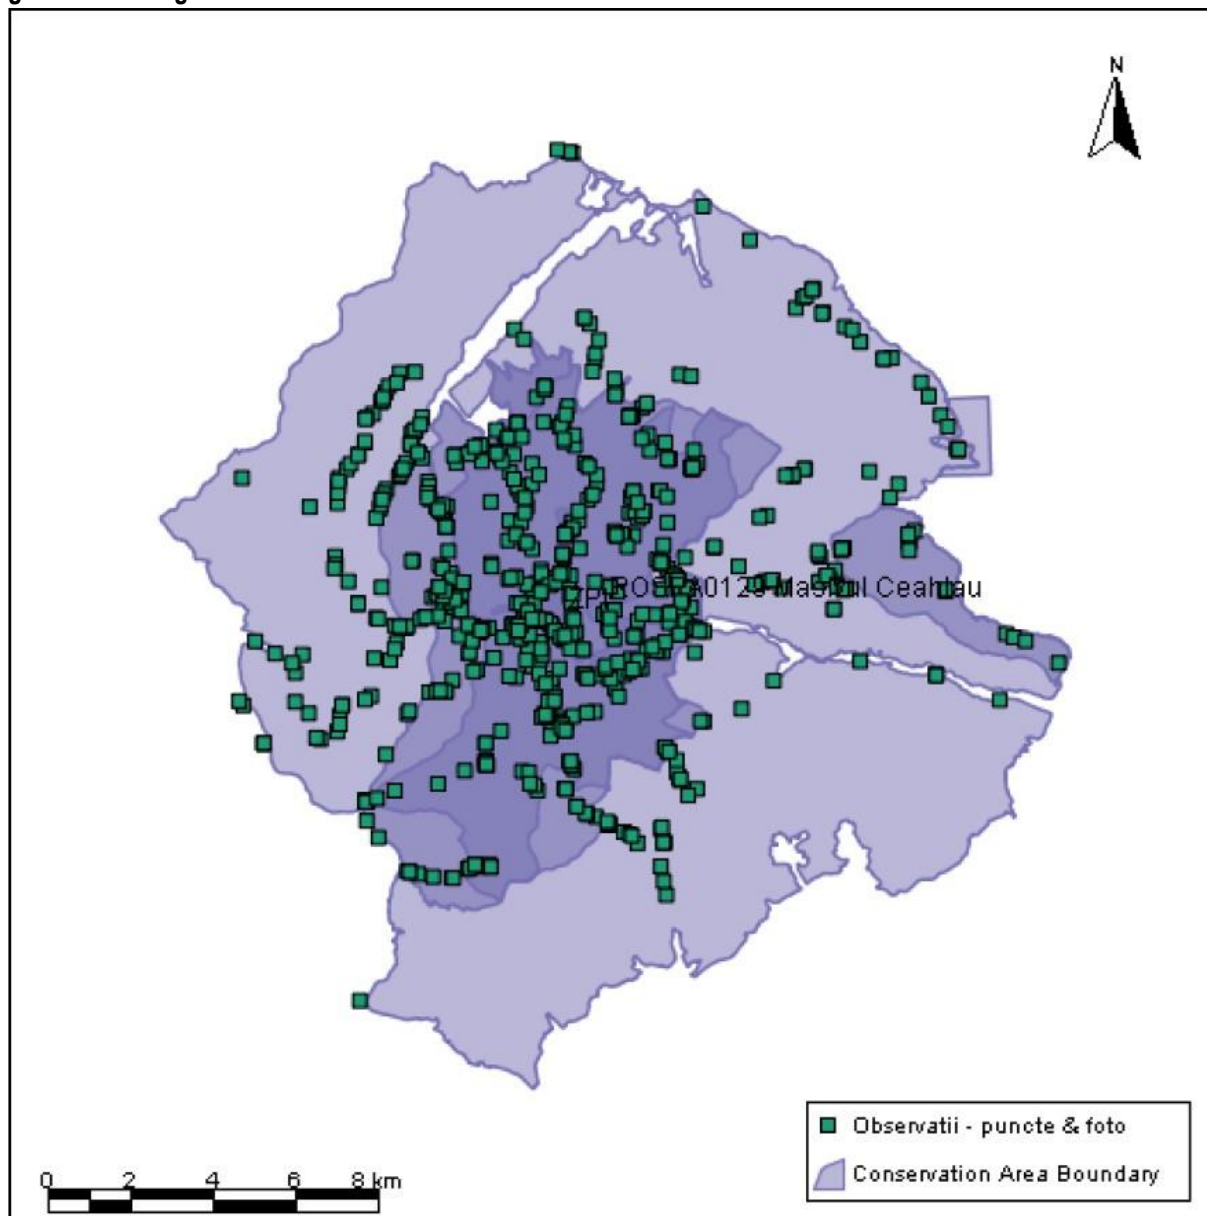 N
Masivul Ceahlau
Observatii - puncte & foto
Conservation Area Boundary
0 2 4 6 8 km